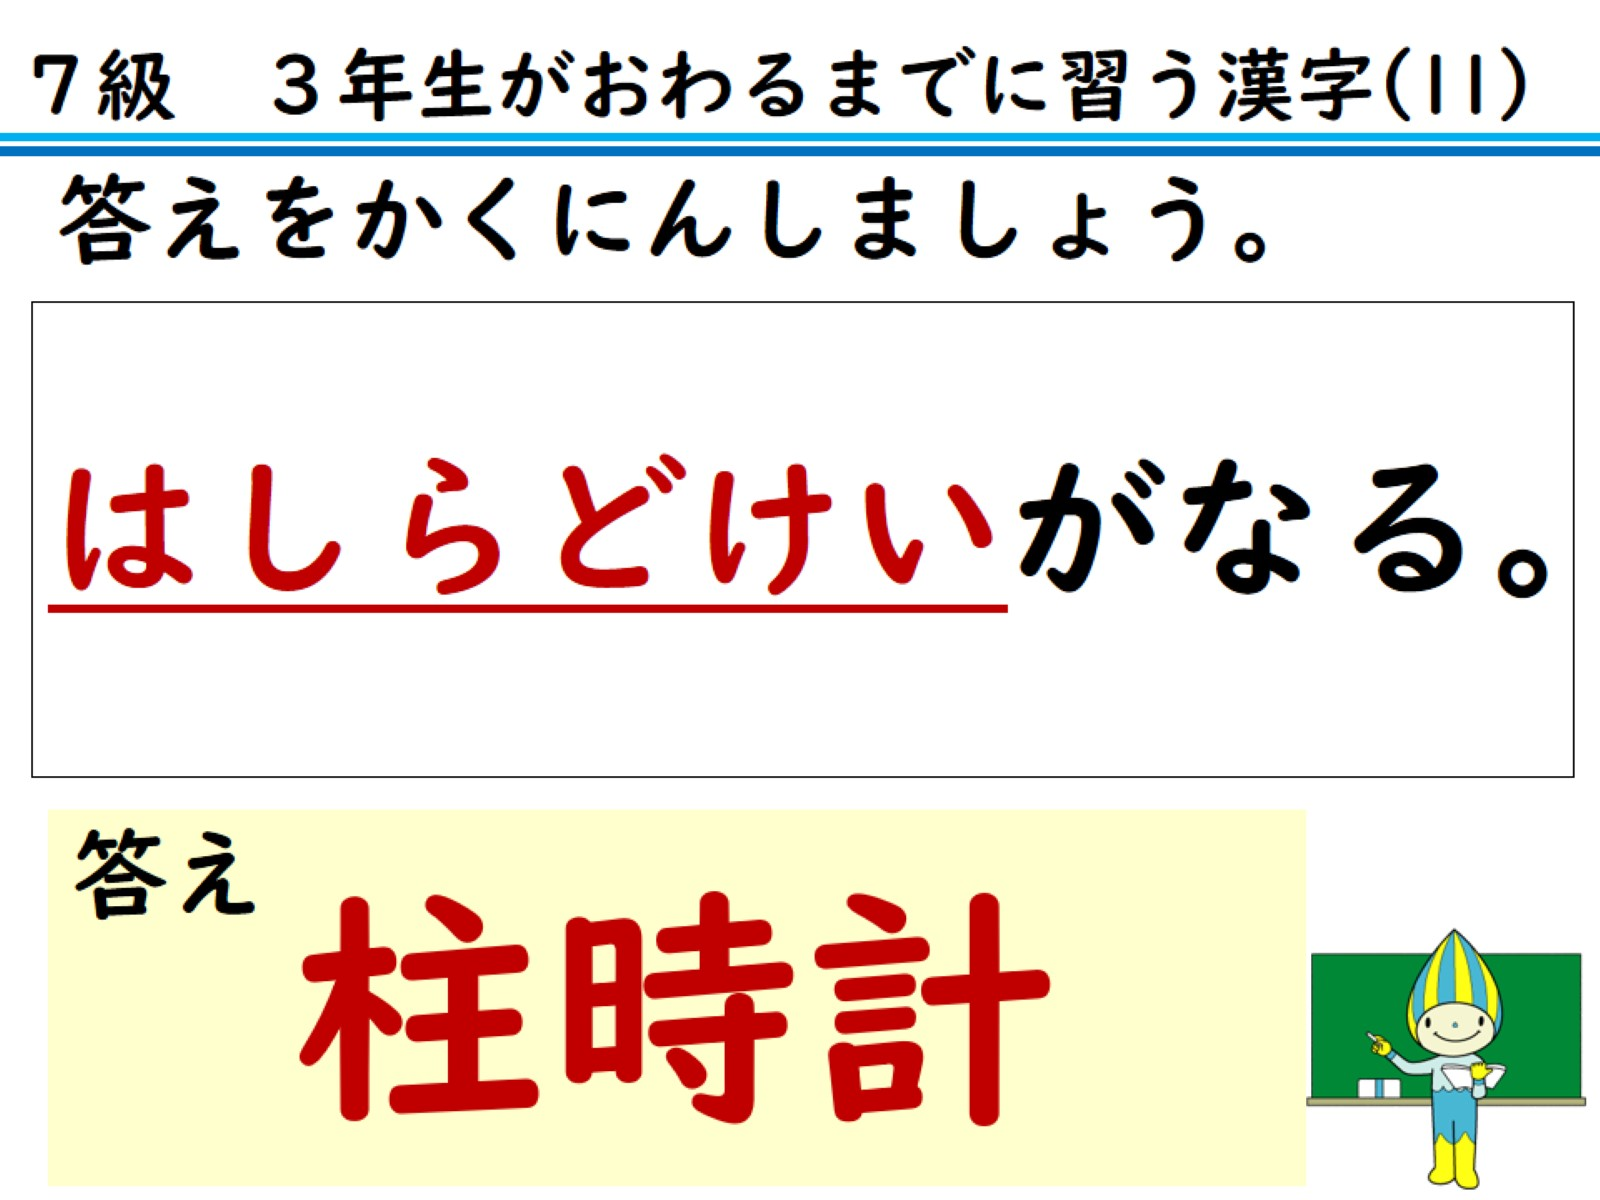 ７級　３年生がおわるまでに習う漢字(11)
答えをかくにんしましょう。
はしらどけいがなる。
答え
柱時計